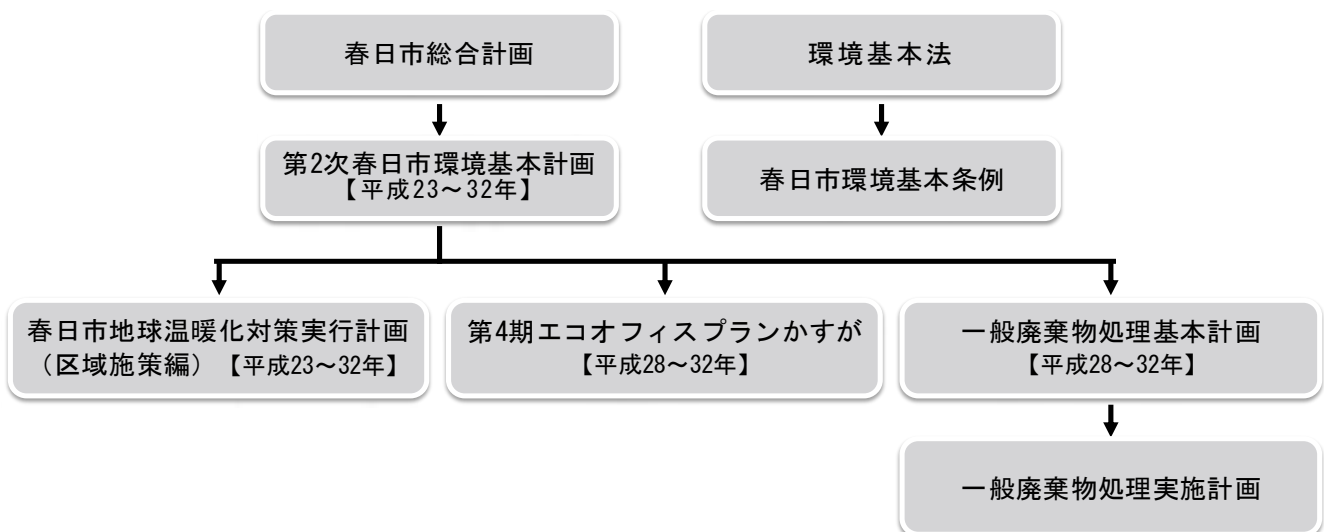 春日市総合計画
環境基本法
第2次春日市環境基本計画
【平成23～32年】
春日市環境基本条例
春日市地球温暖化対策実行計画
（区域施策編）【平成23～32年】
第4期エコオフィスプランかすが
【平成28～32年】
一般廃棄物処理基本計画
【平成28～32年】
一般廃棄物処理実施計画